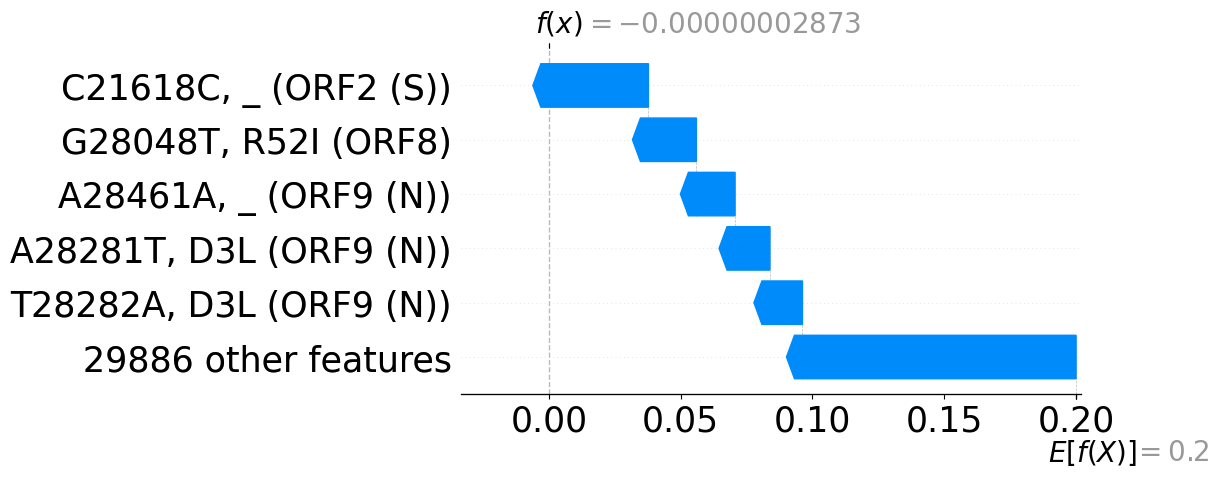 f(x) = −0.00000002873
C21618C, _ (ORF2 (S))
G28048T, R52I (ORF8)
A28461A, _ (ORF9 (N))
A28281T, D3L (ORF9 (N))
T28282A, D3L (ORF9 (N))
29886 other features
0.00 0.05 0.10 0.15 0.20
E[f(X)] = 0.2